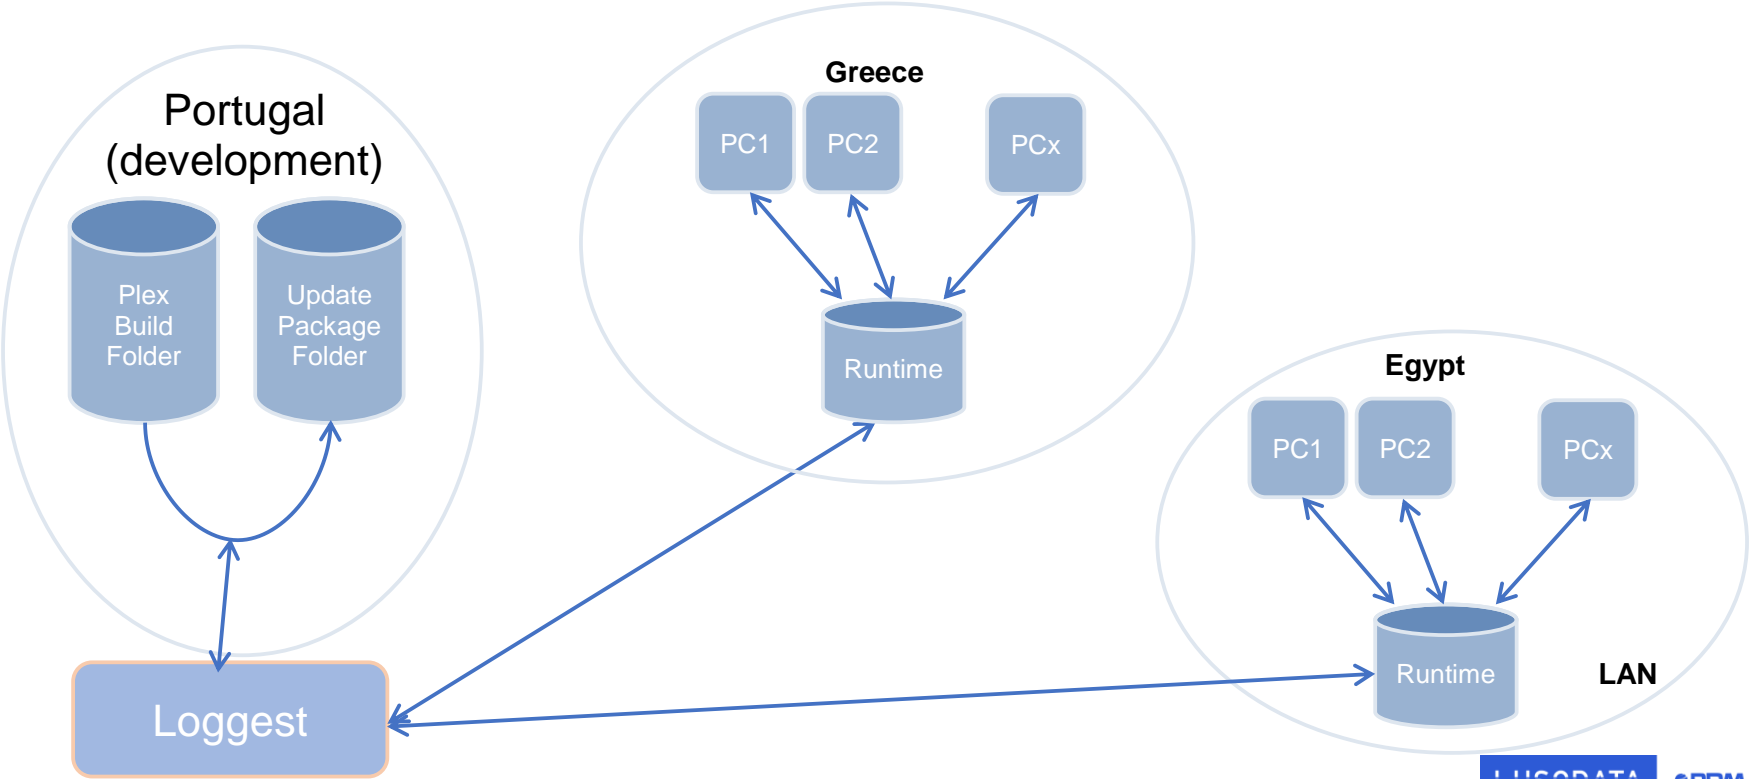 Portugal
(development)
Plex
Build
Folder
Update
Package
Folder
Loggest
Greece
PC1
PC2
PCx
Runtime
Egypt
PC1
PC2
PCx
Runtime
LAN